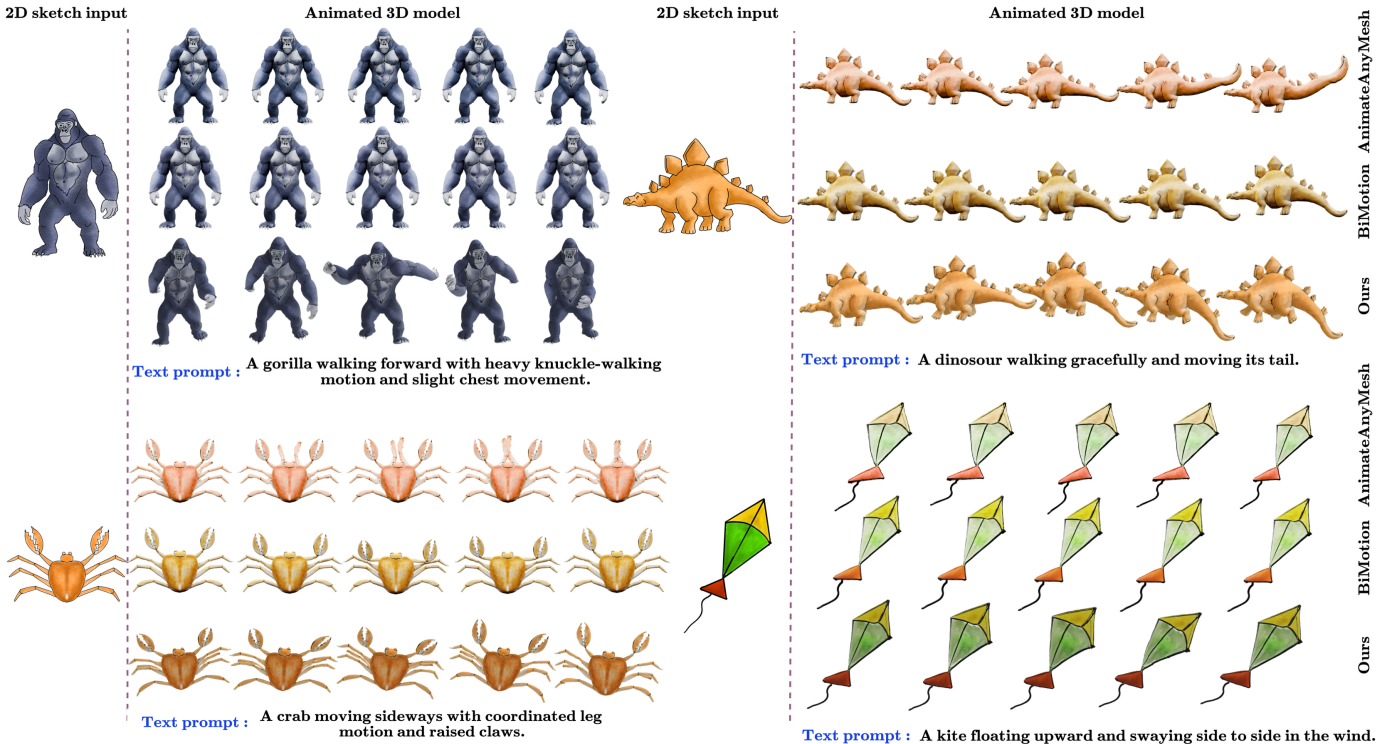 2D sketch input
Animated 3D model
2D sketch input
Animated 3D model
AnimateAnyMesh
BiMotion
Ours
Text prompt : A gorilla walking forward with heavy knuckle-walking
motion and slight chest movement.
Text prompt : A dinosour walking gracefully and moving its tail.
AnimateAnyMesh
BiMotion
Ours
Text prompt : A crab moving sideways with coordinated leg
motion and raised claws.
Text prompt : A kite floating upward and swaying side to side in the wind.